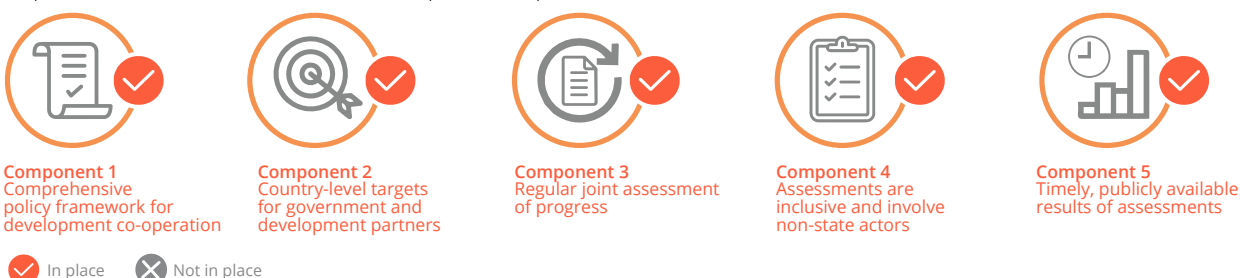 Component 1
Comprehensive
policy framework for
development co-operation
Component 2
Country-level targets
for government and
development partners
Component 3
Regular joint assessment
of progress
Component 4
Assessments are
inclusive and involve
non-state actors
Component 5
Timely, publicly available
results of assessments
In place
Not in place